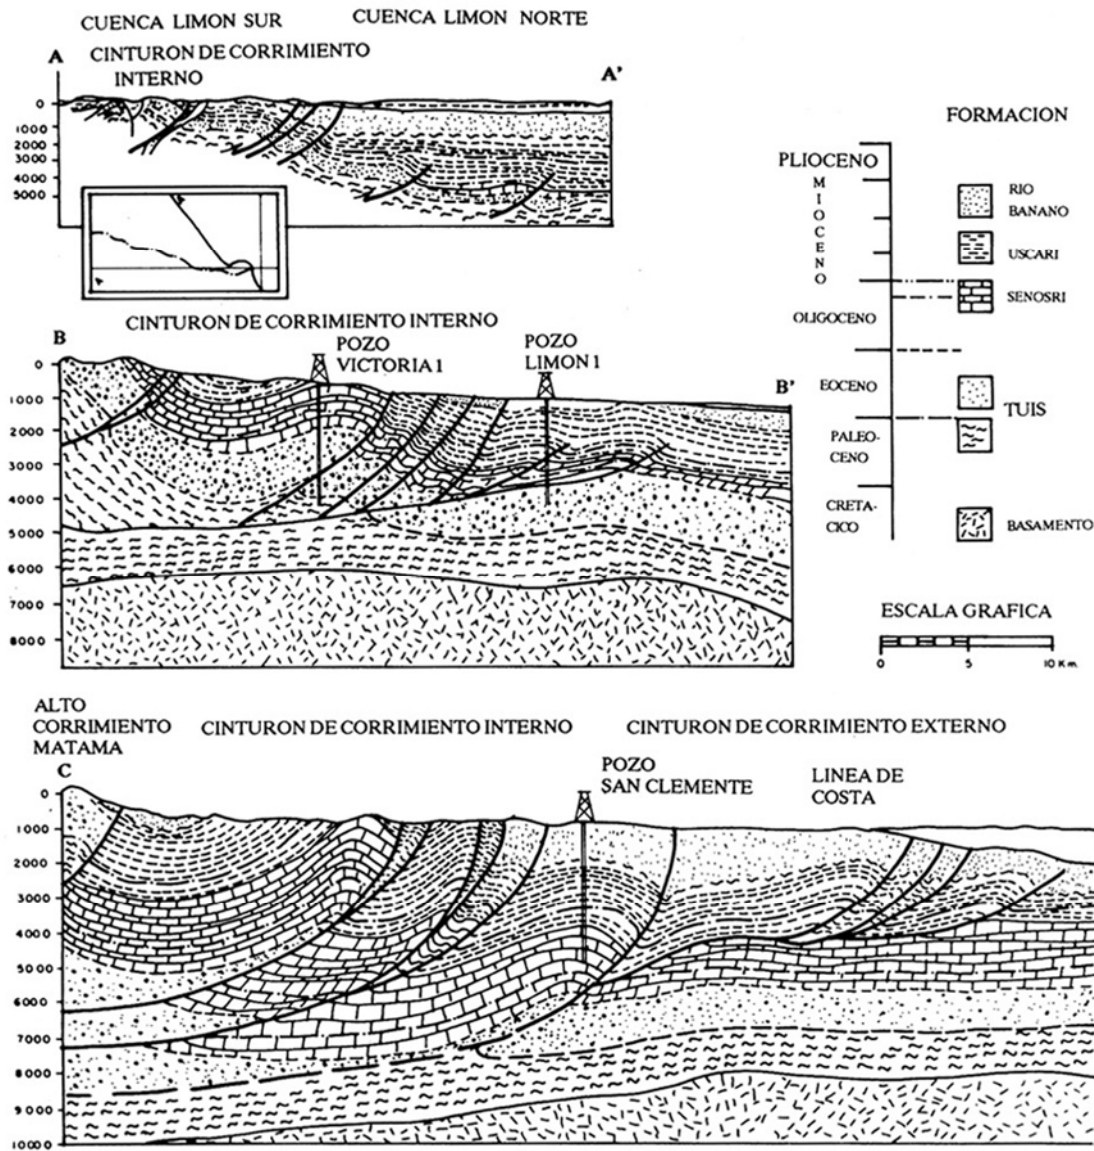 CUENCA LIMON SUR
CUENCA LIMON NORTE
A
CINTURON DE CORRIMIENTO
INTERNO
A'
0
1000
2000
3000
4000
5000
FORMACION
PLIOCENO
MIOCENO
RIO
BANANO
USCARI
SENOSRI
OLIGOCENO
EOCENO
TUIS
PALEO-
CENO
CRETA-
CICO
BASAMENTO
ESCALA GRAFICA
0 5 10 Km.
CINTURON DE CORRIMIENTO INTERNO
B
POZO
VICTORIA 1
POZO
LIMON 1
B'
0
1000
2000
3000
4000
5000
6000
7000
8000
ALTO
CORRIMIENTO
MATAMA
CINTURON DE CORRIMIENTO INTERNO
CINTURON DE CORRIMIENTO EXTERNO
C
POZO
SAN CLEMENTE
LINEA DE
COSTA
0
1000
2000
3000
4000
5000
6000
7000
8000
9000
10000